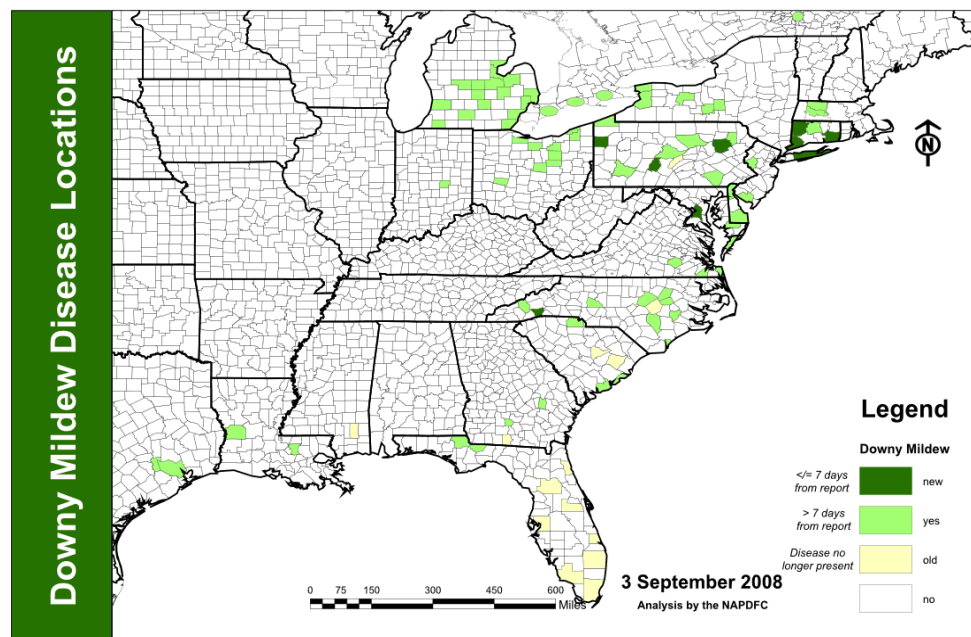 Downy Mildew Disease Locations
N
Legend
Downy Mildew
</= 7 days
from report
new
> 7 days
from report
yes
Disease no
longer present
old
no
3 September 2008
Analysis by the NAPDFC
0 75 150 300 450 600
Miles